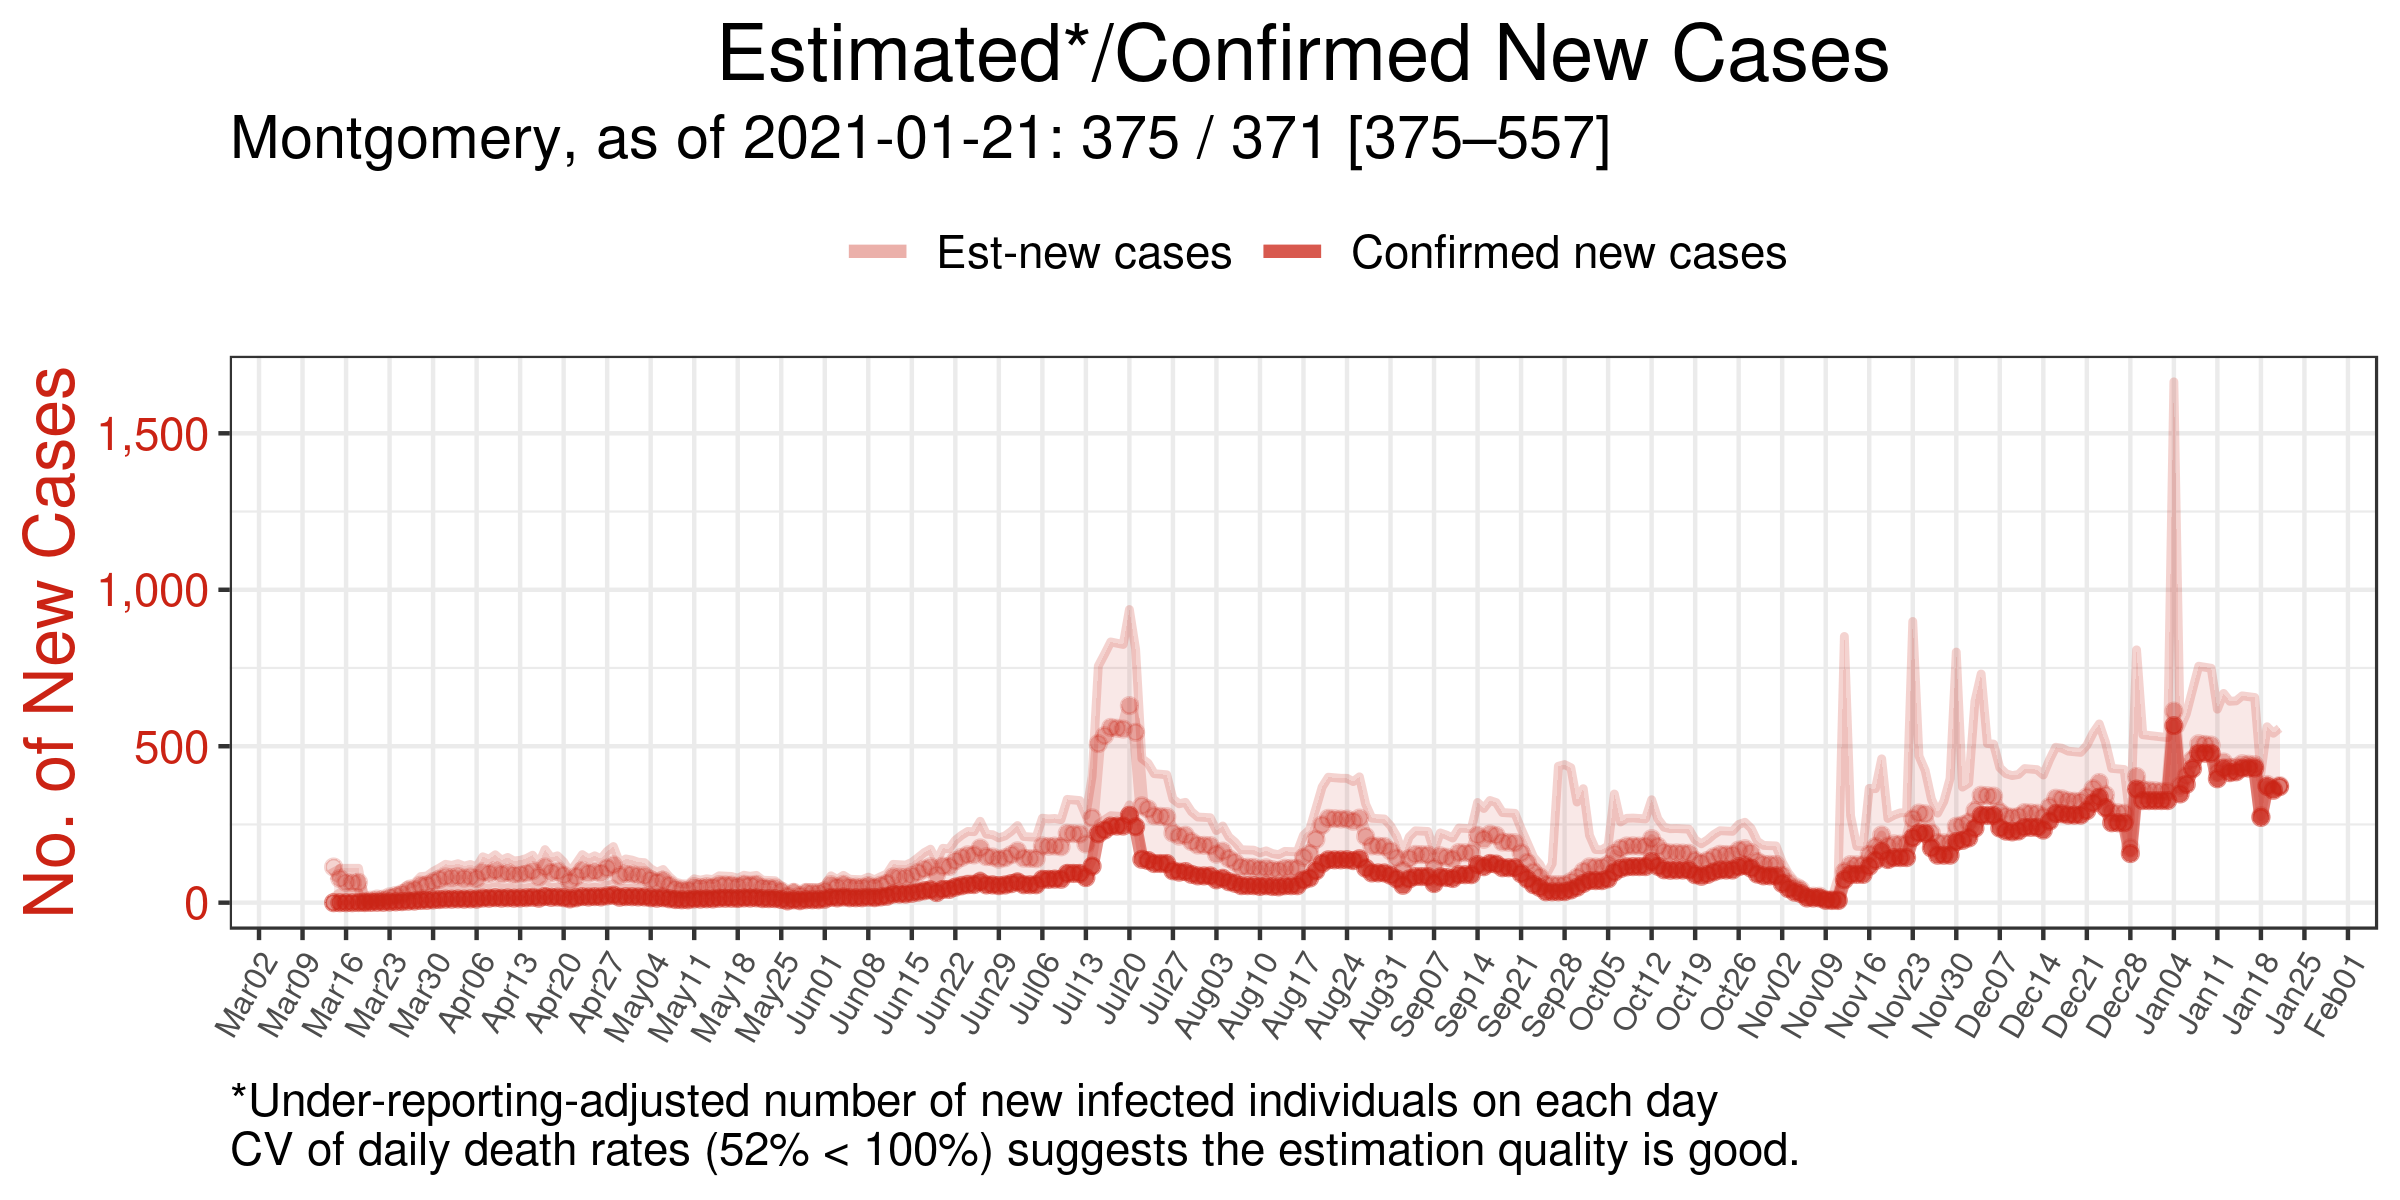 Estimated*/Confirmed New Cases
Montgomery, as of 2021-01-21: 375 / 371 [375–557]
Est-new cases Confirmed new cases
No. of New Cases
1,500
1,000
500
0
Mar02 Mar09 Mar16 Mar23 Mar30 Apr06 Apr13 Apr20 Apr27 May04 May11 May18 May25 Jun01 Jun08 Jun15 Jun22 Jun29 Jul06 Jul13 Jul20 Jul27 Aug03 Aug10 Aug17 Aug24 Aug31 Sep07 Sep14 Sep21 Sep28 Oct05 Oct12 Oct19 Oct26 Nov02 Nov09 Nov16 Nov23 Nov30 Dec07 Dec14 Dec21 Dec28 Jan04 Jan11 Jan18 Jan25 Feb01
*Under-reporting-adjusted number of new infected individuals on each day
CV of daily death rates (52% < 100%) suggests the estimation quality is good.